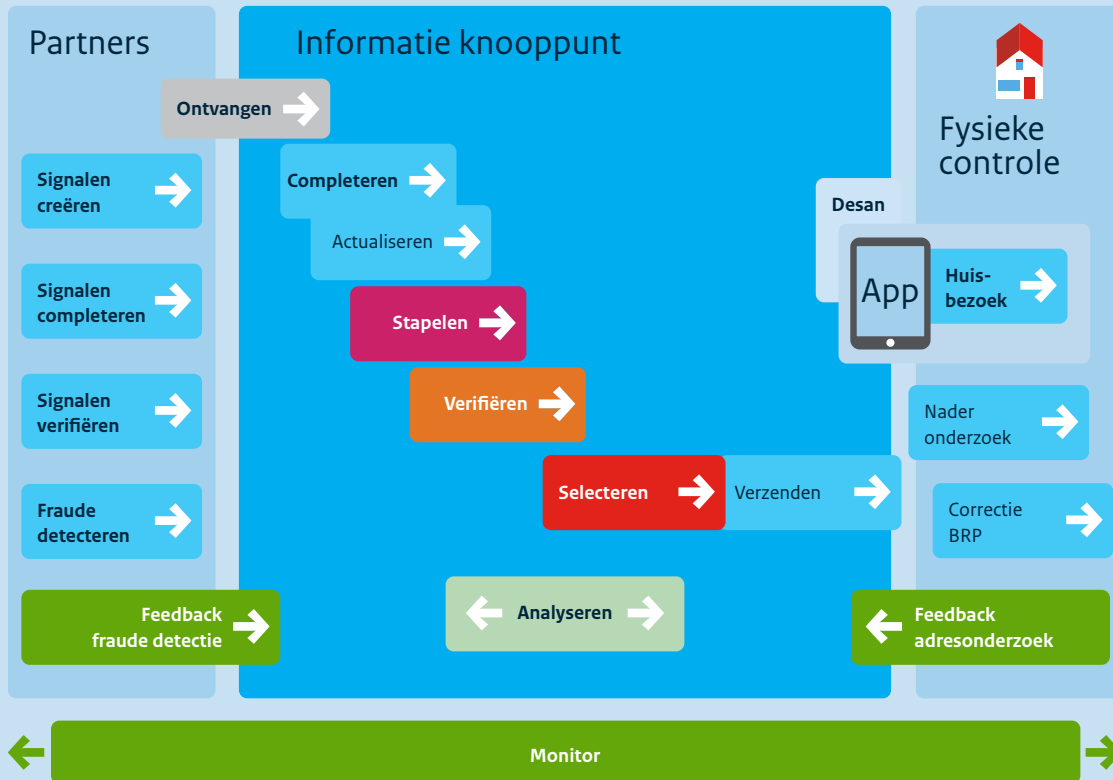 Partners
Signalen
creëren
Signalen
completeren
Signalen
verifiëren
Fraude
detecteren
Feedback
fraude detectie
Informatie knooppunt
Ontvangen
Completeren
Actualiseren
Stapelen
Verifiëren
Selecteren
Verzenden
Analyseren
Fysieke
controle
Desan
App
Huis-
bezoek
Nader
onderzoek
Correctie
BRP
Feedback
adresonderzoek
Monitor